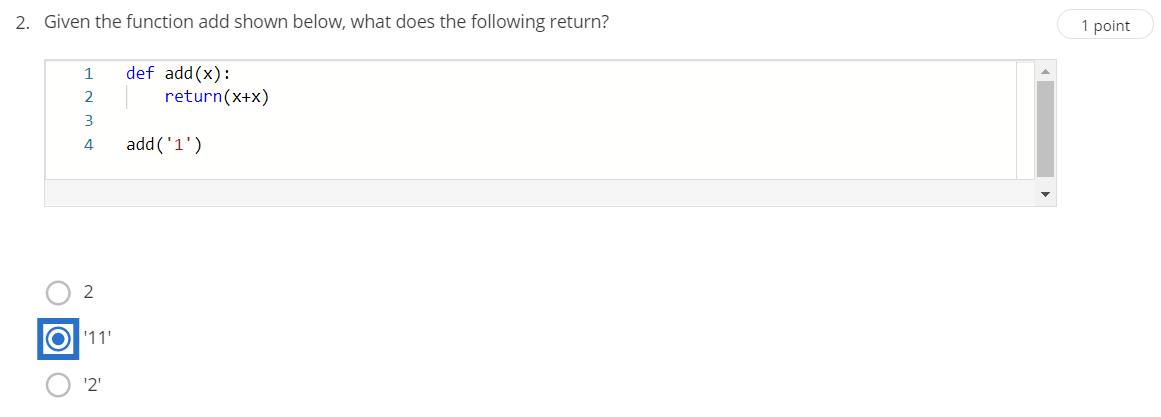 2. Given the function add shown below, what does the following return?
1 point
1 def add(x):
2     return(x+x)
3
4 add('1')
2
'11'
'2'